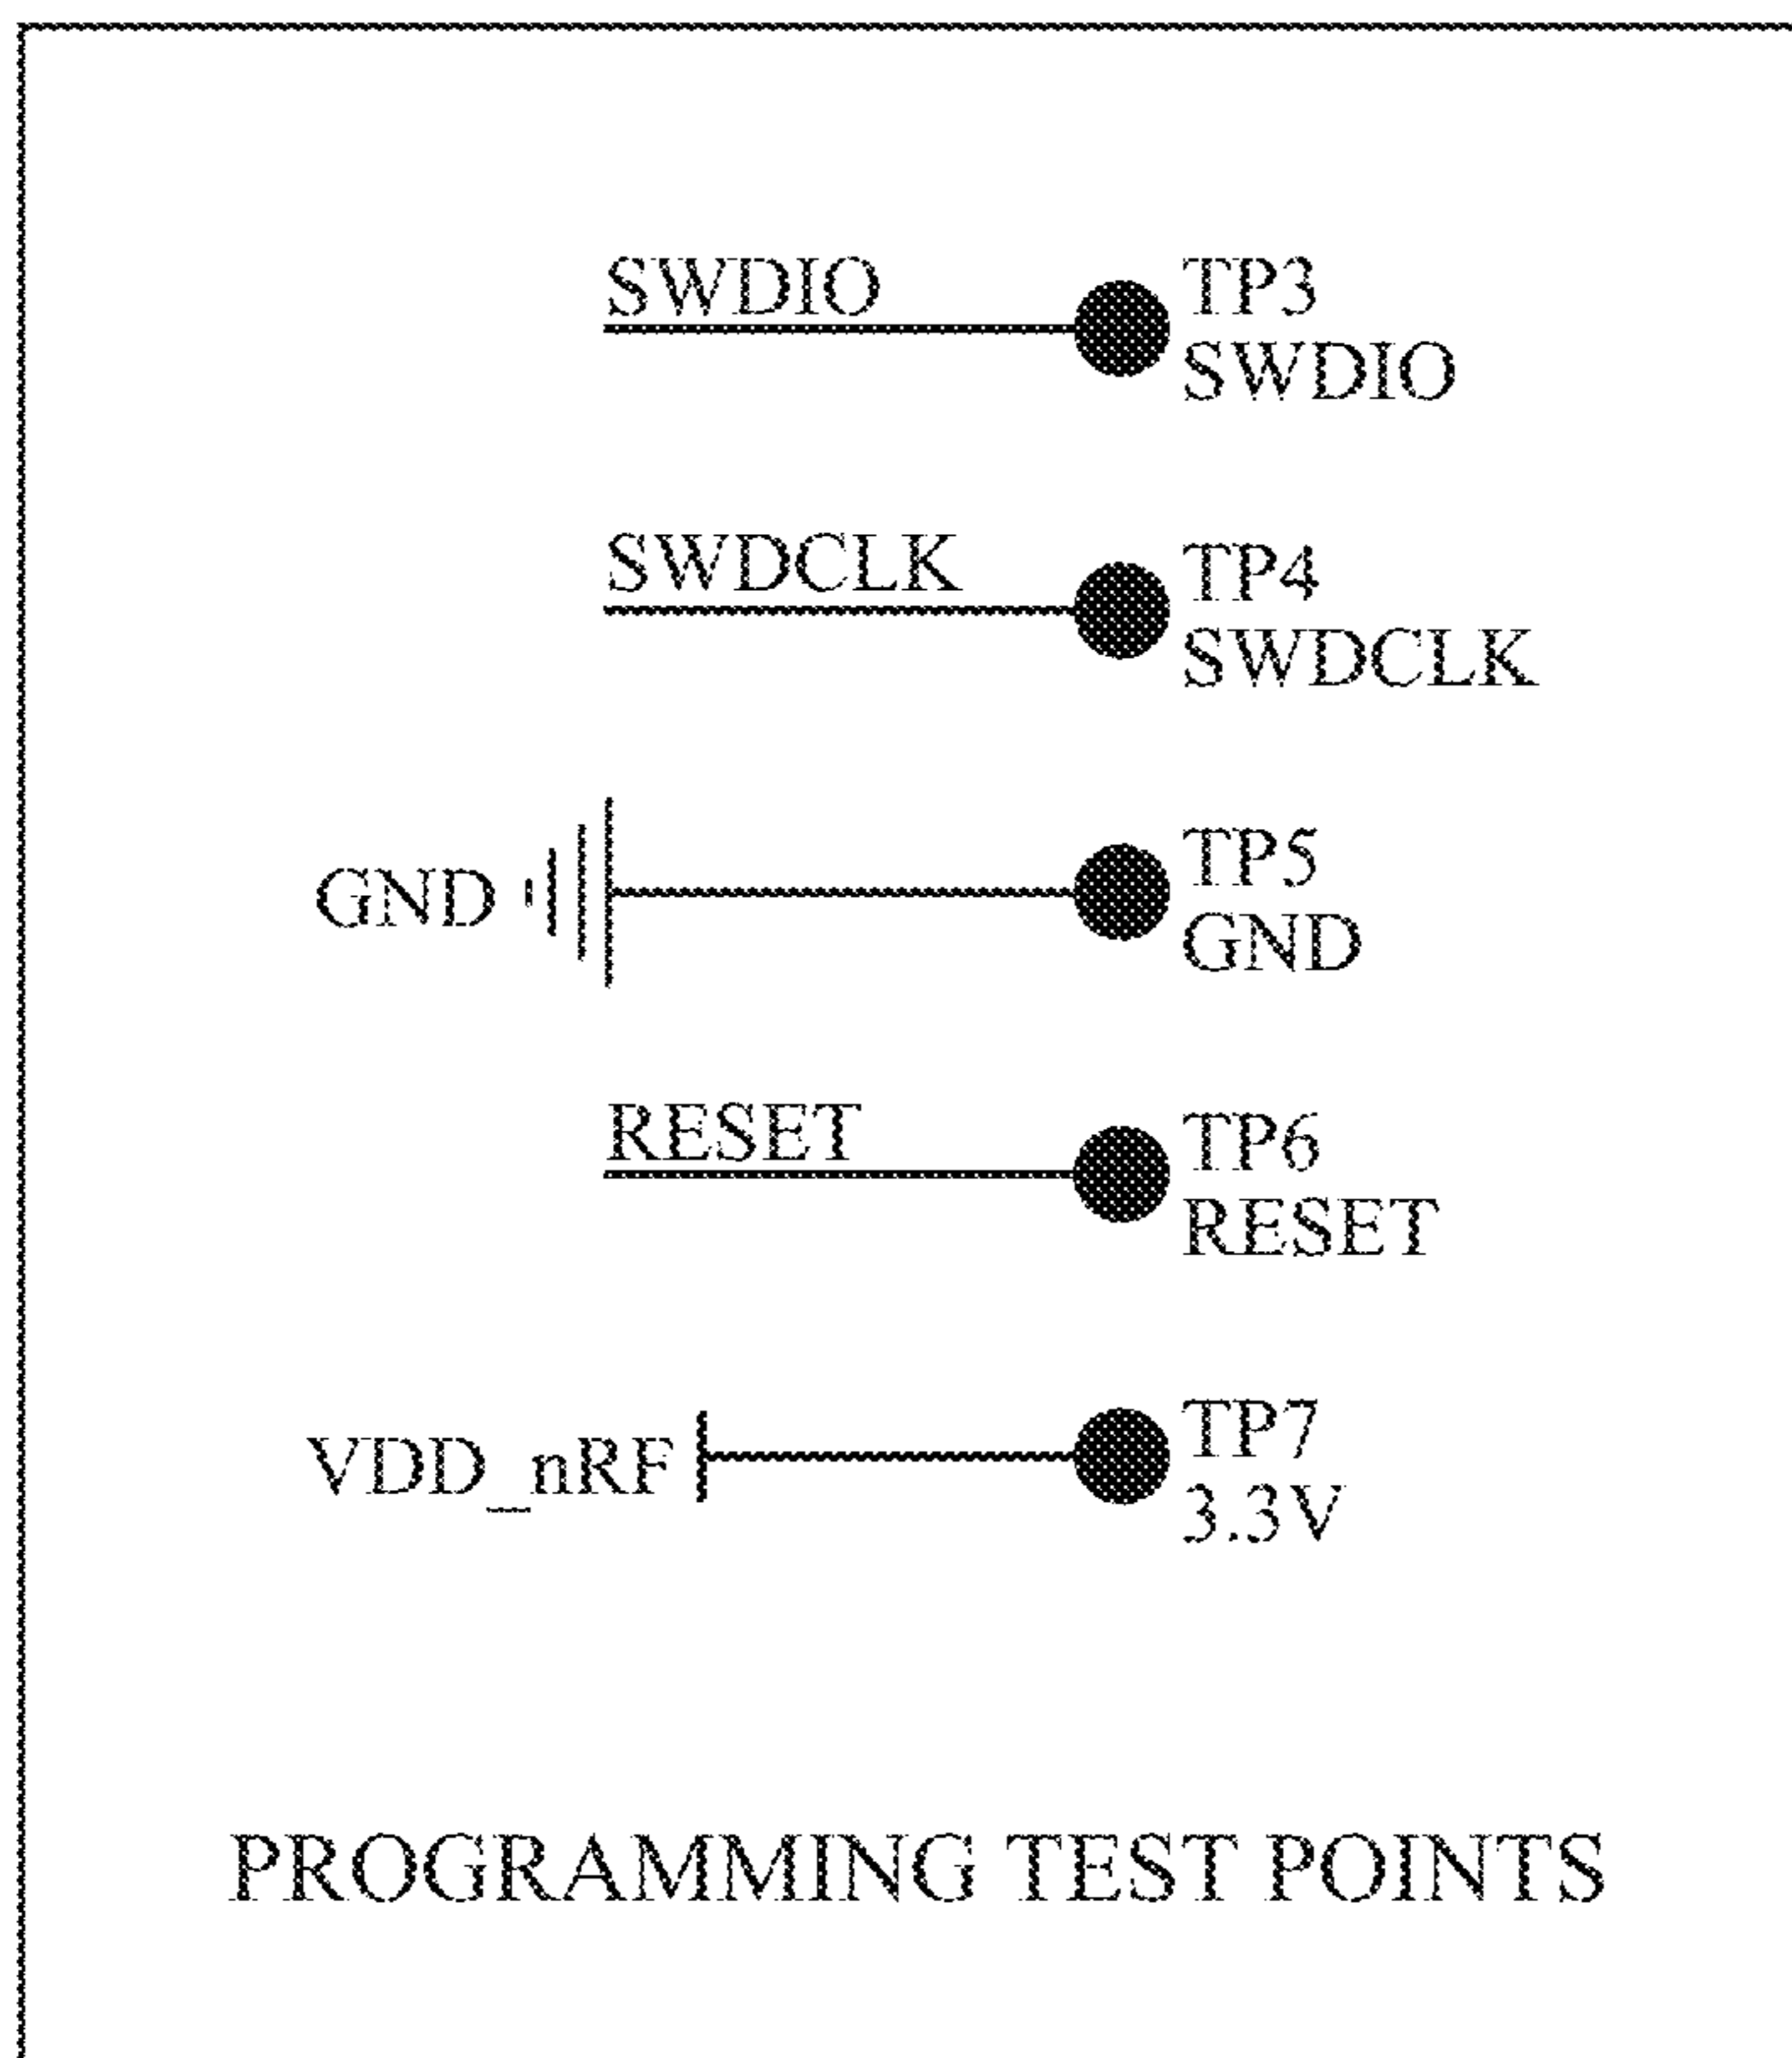 SWDIO
TP3
SWDIO
SWDCLK
TP4
SWDCLK
GND
TP5
GND
RESET
TP6
RESET
VDD_nRF
TP7
3.3V
PROGRAMMING TEST POINTS